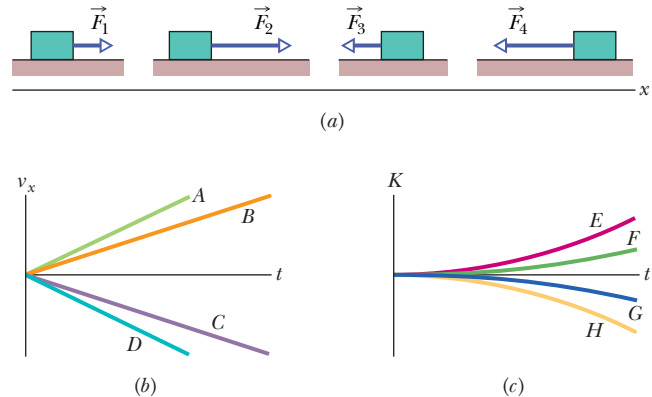 F₁ F₂ F₃ F₄
x
(a)
vₓ K
A E
B F
t t
C G
D H
(b) (c)